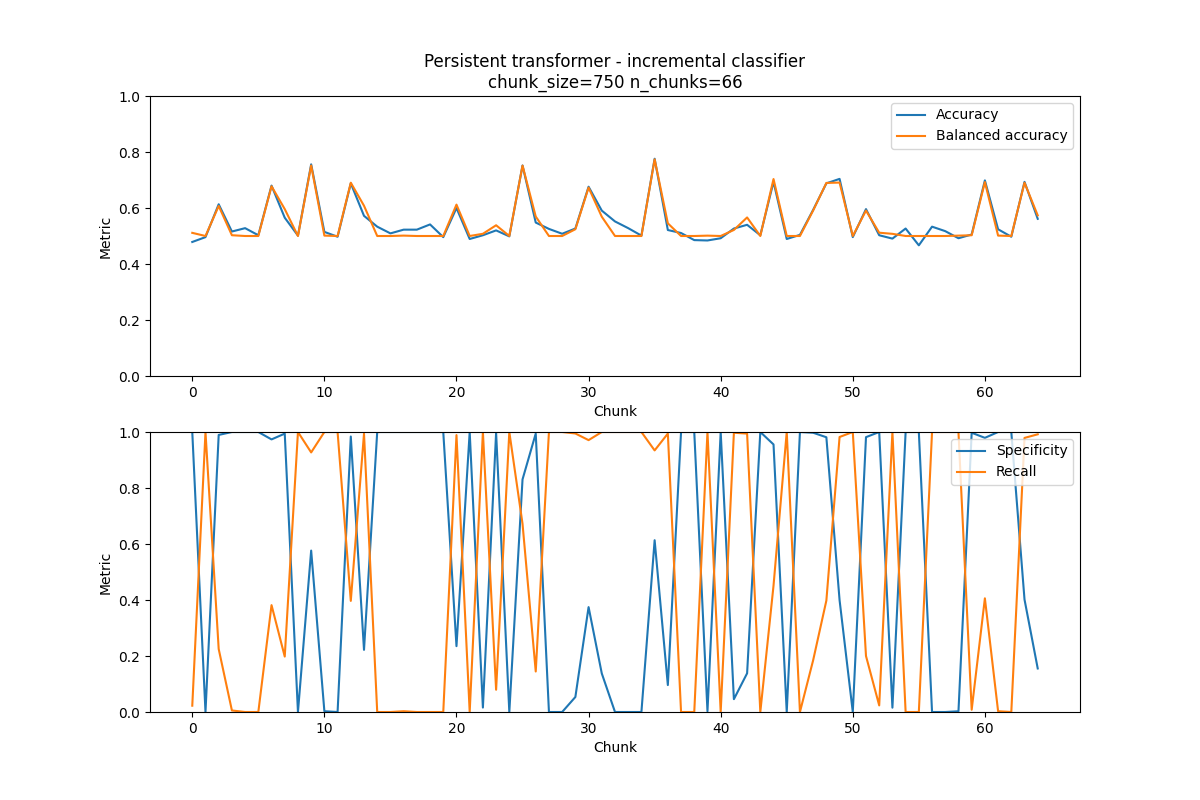 Persistent transformer - incremental classifier
chunk_size=750 n_chunks=66
1.0
0.8
0.6
0.4
0.2
0.0
Metric
Accuracy
Balanced accuracy
0 10 20 30 40 50 60
Chunk
1.0
0.8
0.6
0.4
0.2
0.0
Metric
Specificity
Recall
0 10 20 30 40 50 60
Chunk